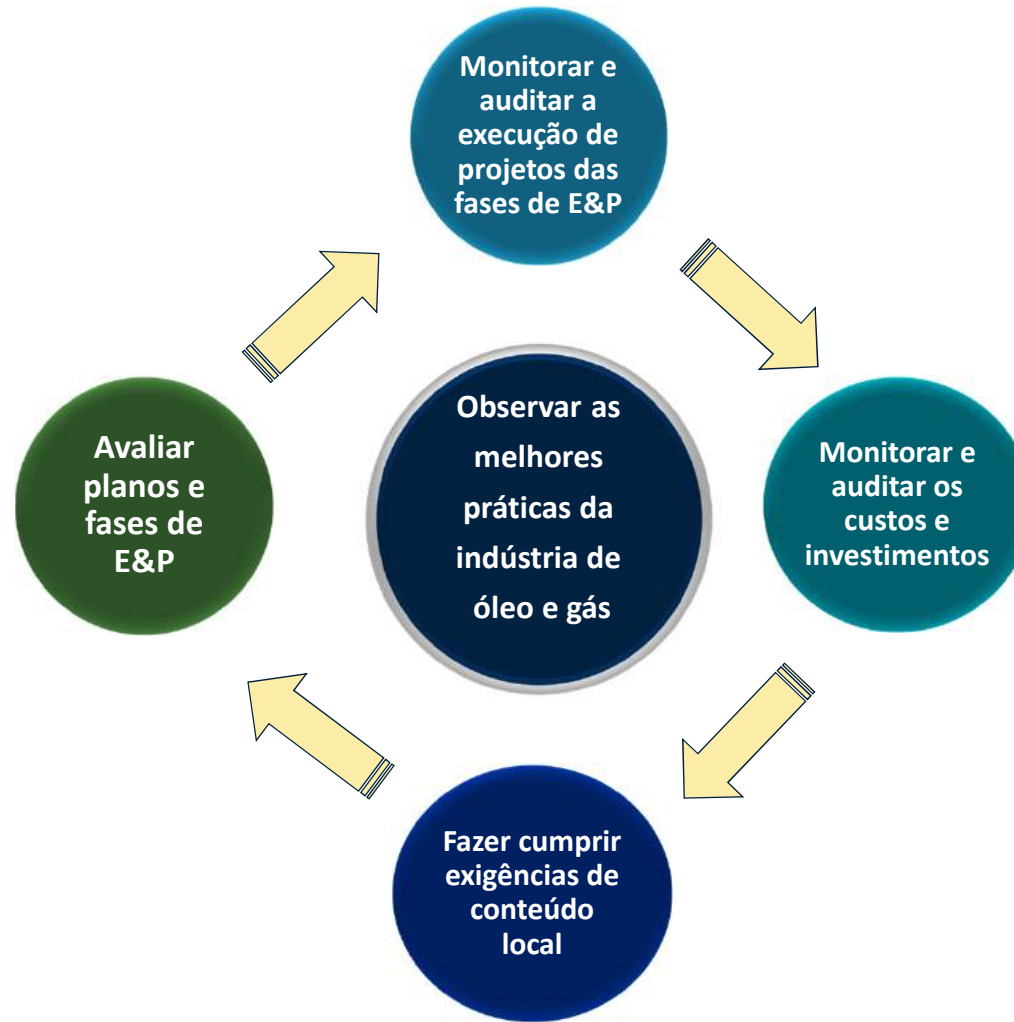 Monitorar e
auditar a
execução de
projetos das
fases de E&P
Avaliar
planos e
fases de
E&P
Observar as
melhores
práticas da
indústria de
óleo e gás
Monitorar e
auditar os
custos e
investimentos
Fazer cumprir
exigências de
conteúdo
local